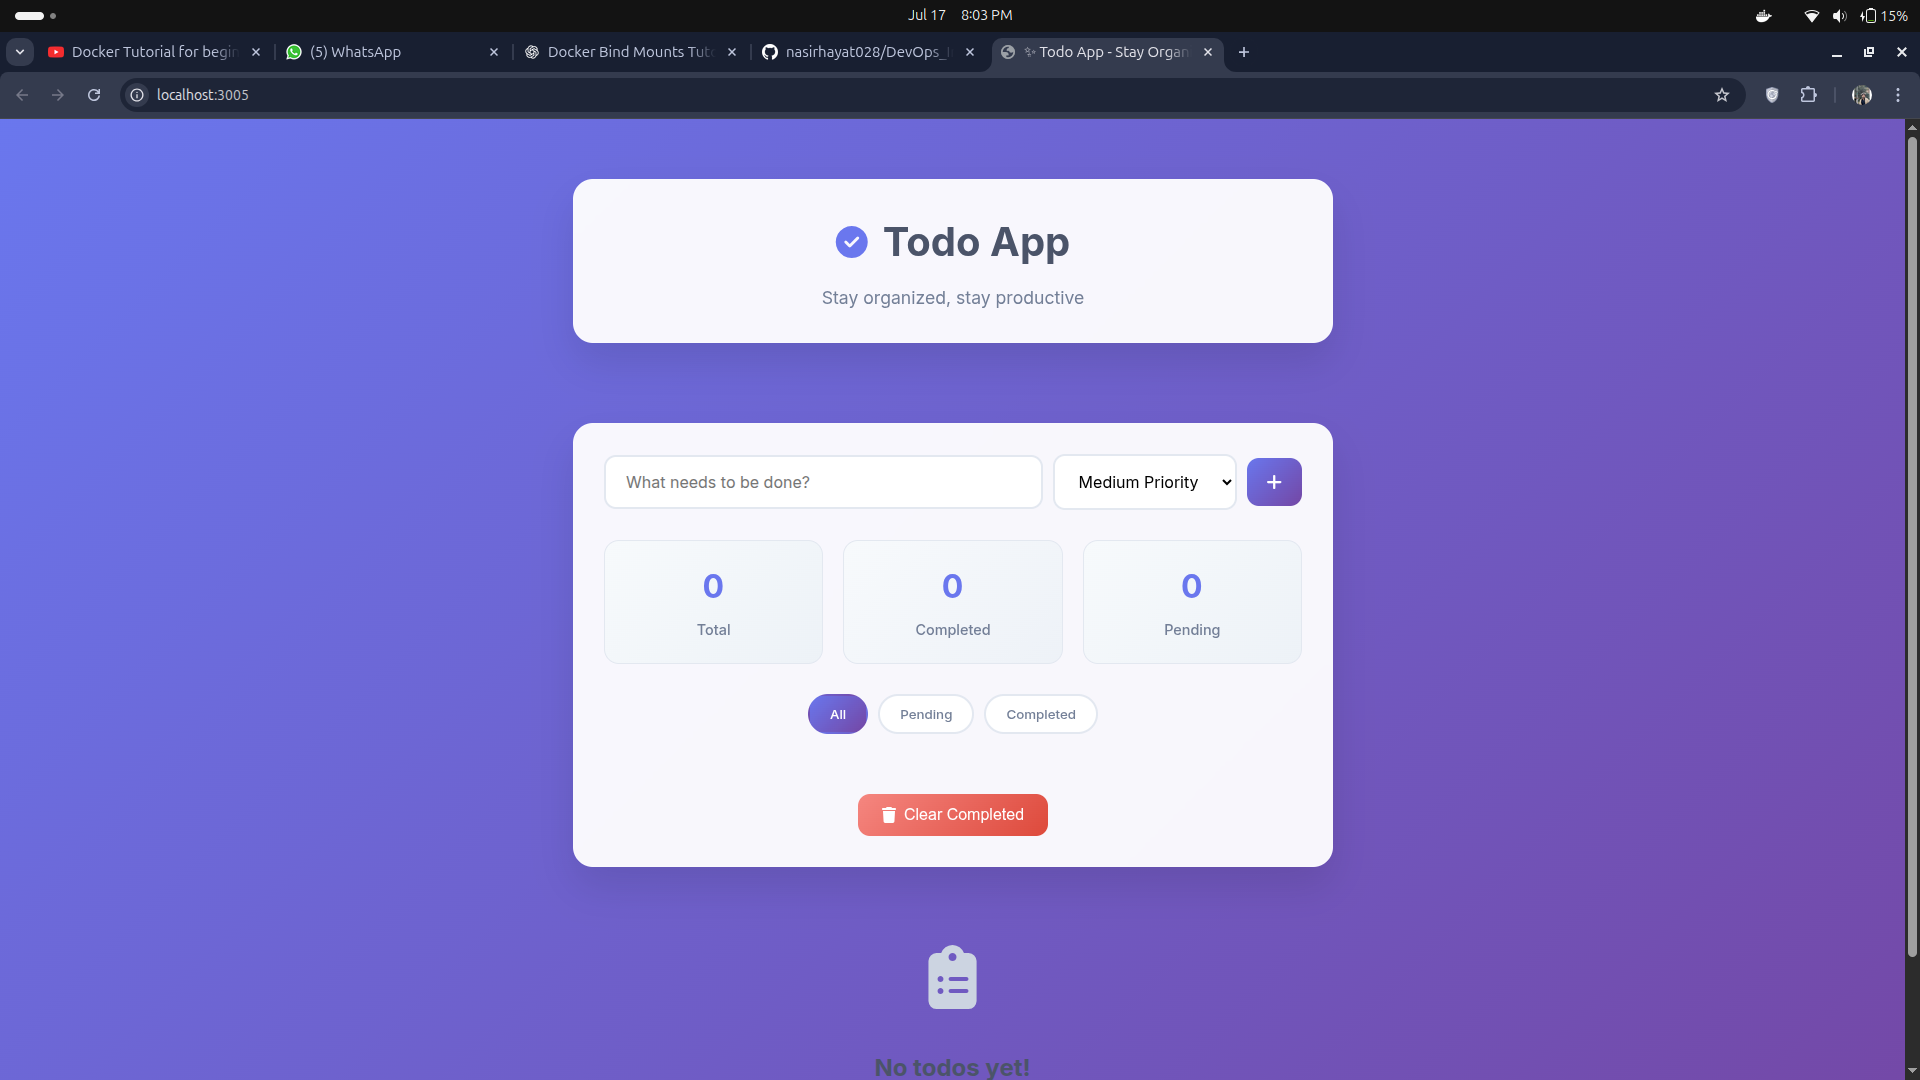 Jul 17 8:03 PM
15%
Docker Tutorial for begin
(5) WhatsApp
Docker Bind Mounts Tuto
nasirhayat028/DevOps_
Todo App - Stay Organ
localhost:3005
Todo App
Stay organized, stay productive
What needs to be done?
Medium Priority
0
0
0
Total
Completed
Pending
All
Pending
Completed
Clear Completed
No todos yet!